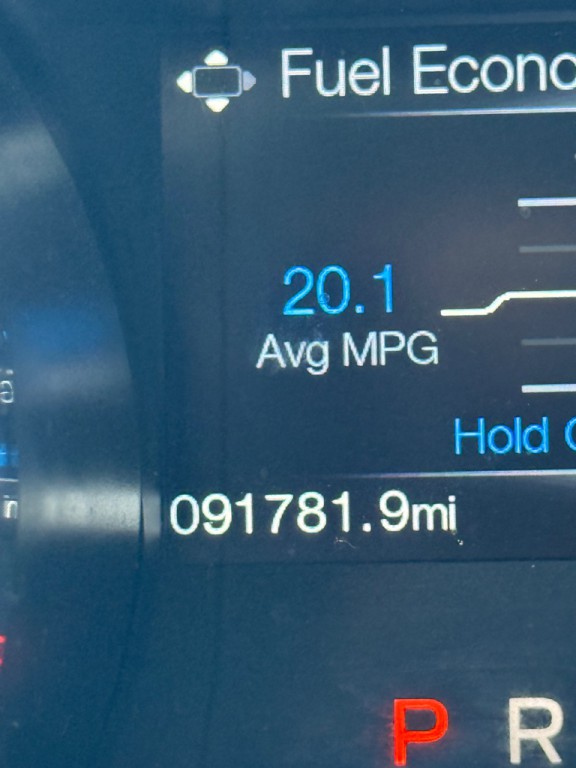 Fuel Econo
20.1
Avg MPG
Hold
091781.9mi
P R